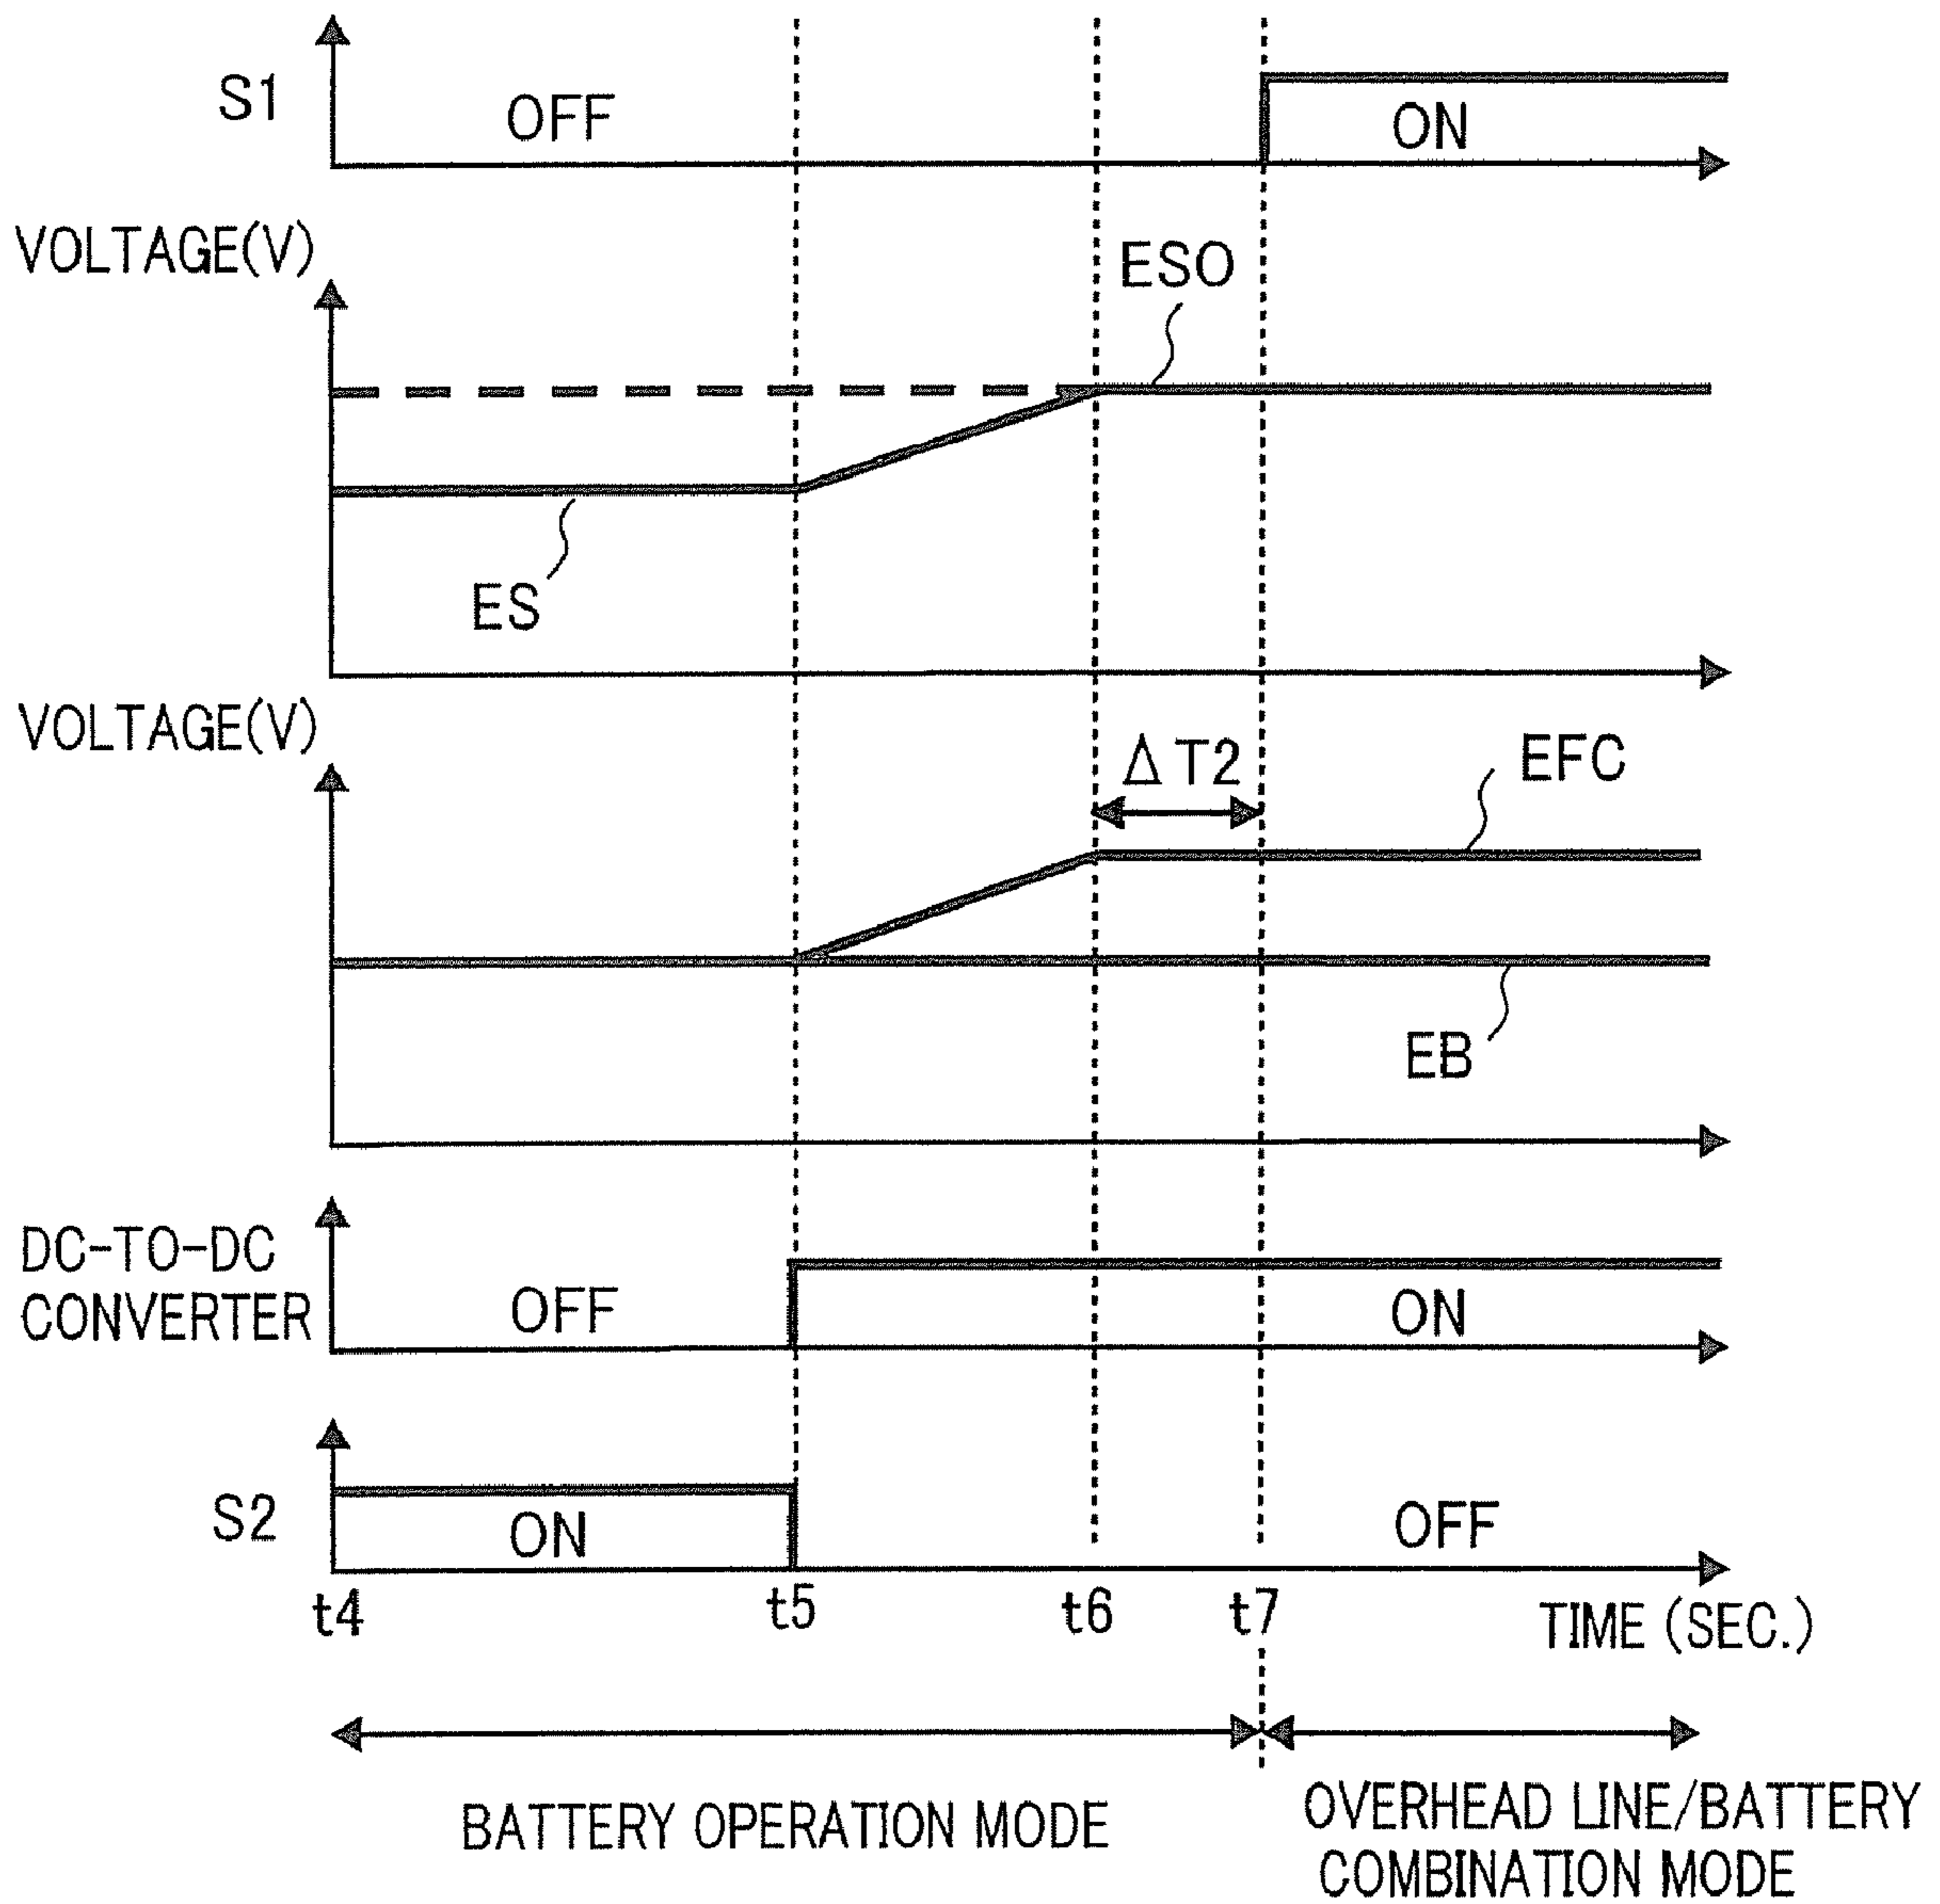 S1
OFF
ON
VOLTAGE(V)
ESO
ES
VOLTAGE(V)
Δ T2
EFC
EB
DC-TO-DC
CONVERTER
OFF
ON
S2
ON
OFF
t4
t5
t6
t7
TIME (SEC.)
BATTERY OPERATION MODE
OVERHEAD LINE/BATTERY
COMBINATION MODE